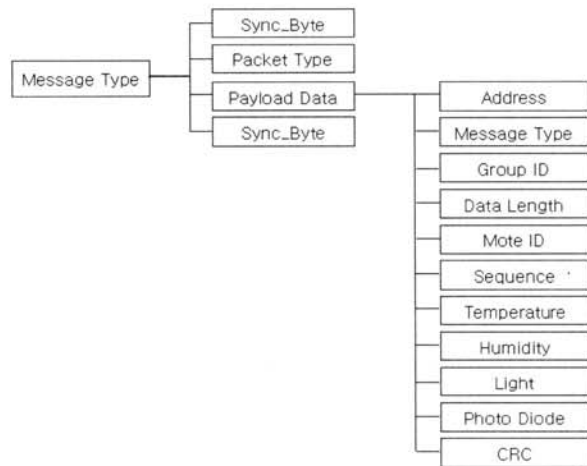 Message Type
Sync_Byte
Packet Type
Payload Data
Sync_Byte
Address
Message Type
Group ID
Data Length
Mote ID
Sequence
Temperature
Humidity
Light
Photo Diode
CRC